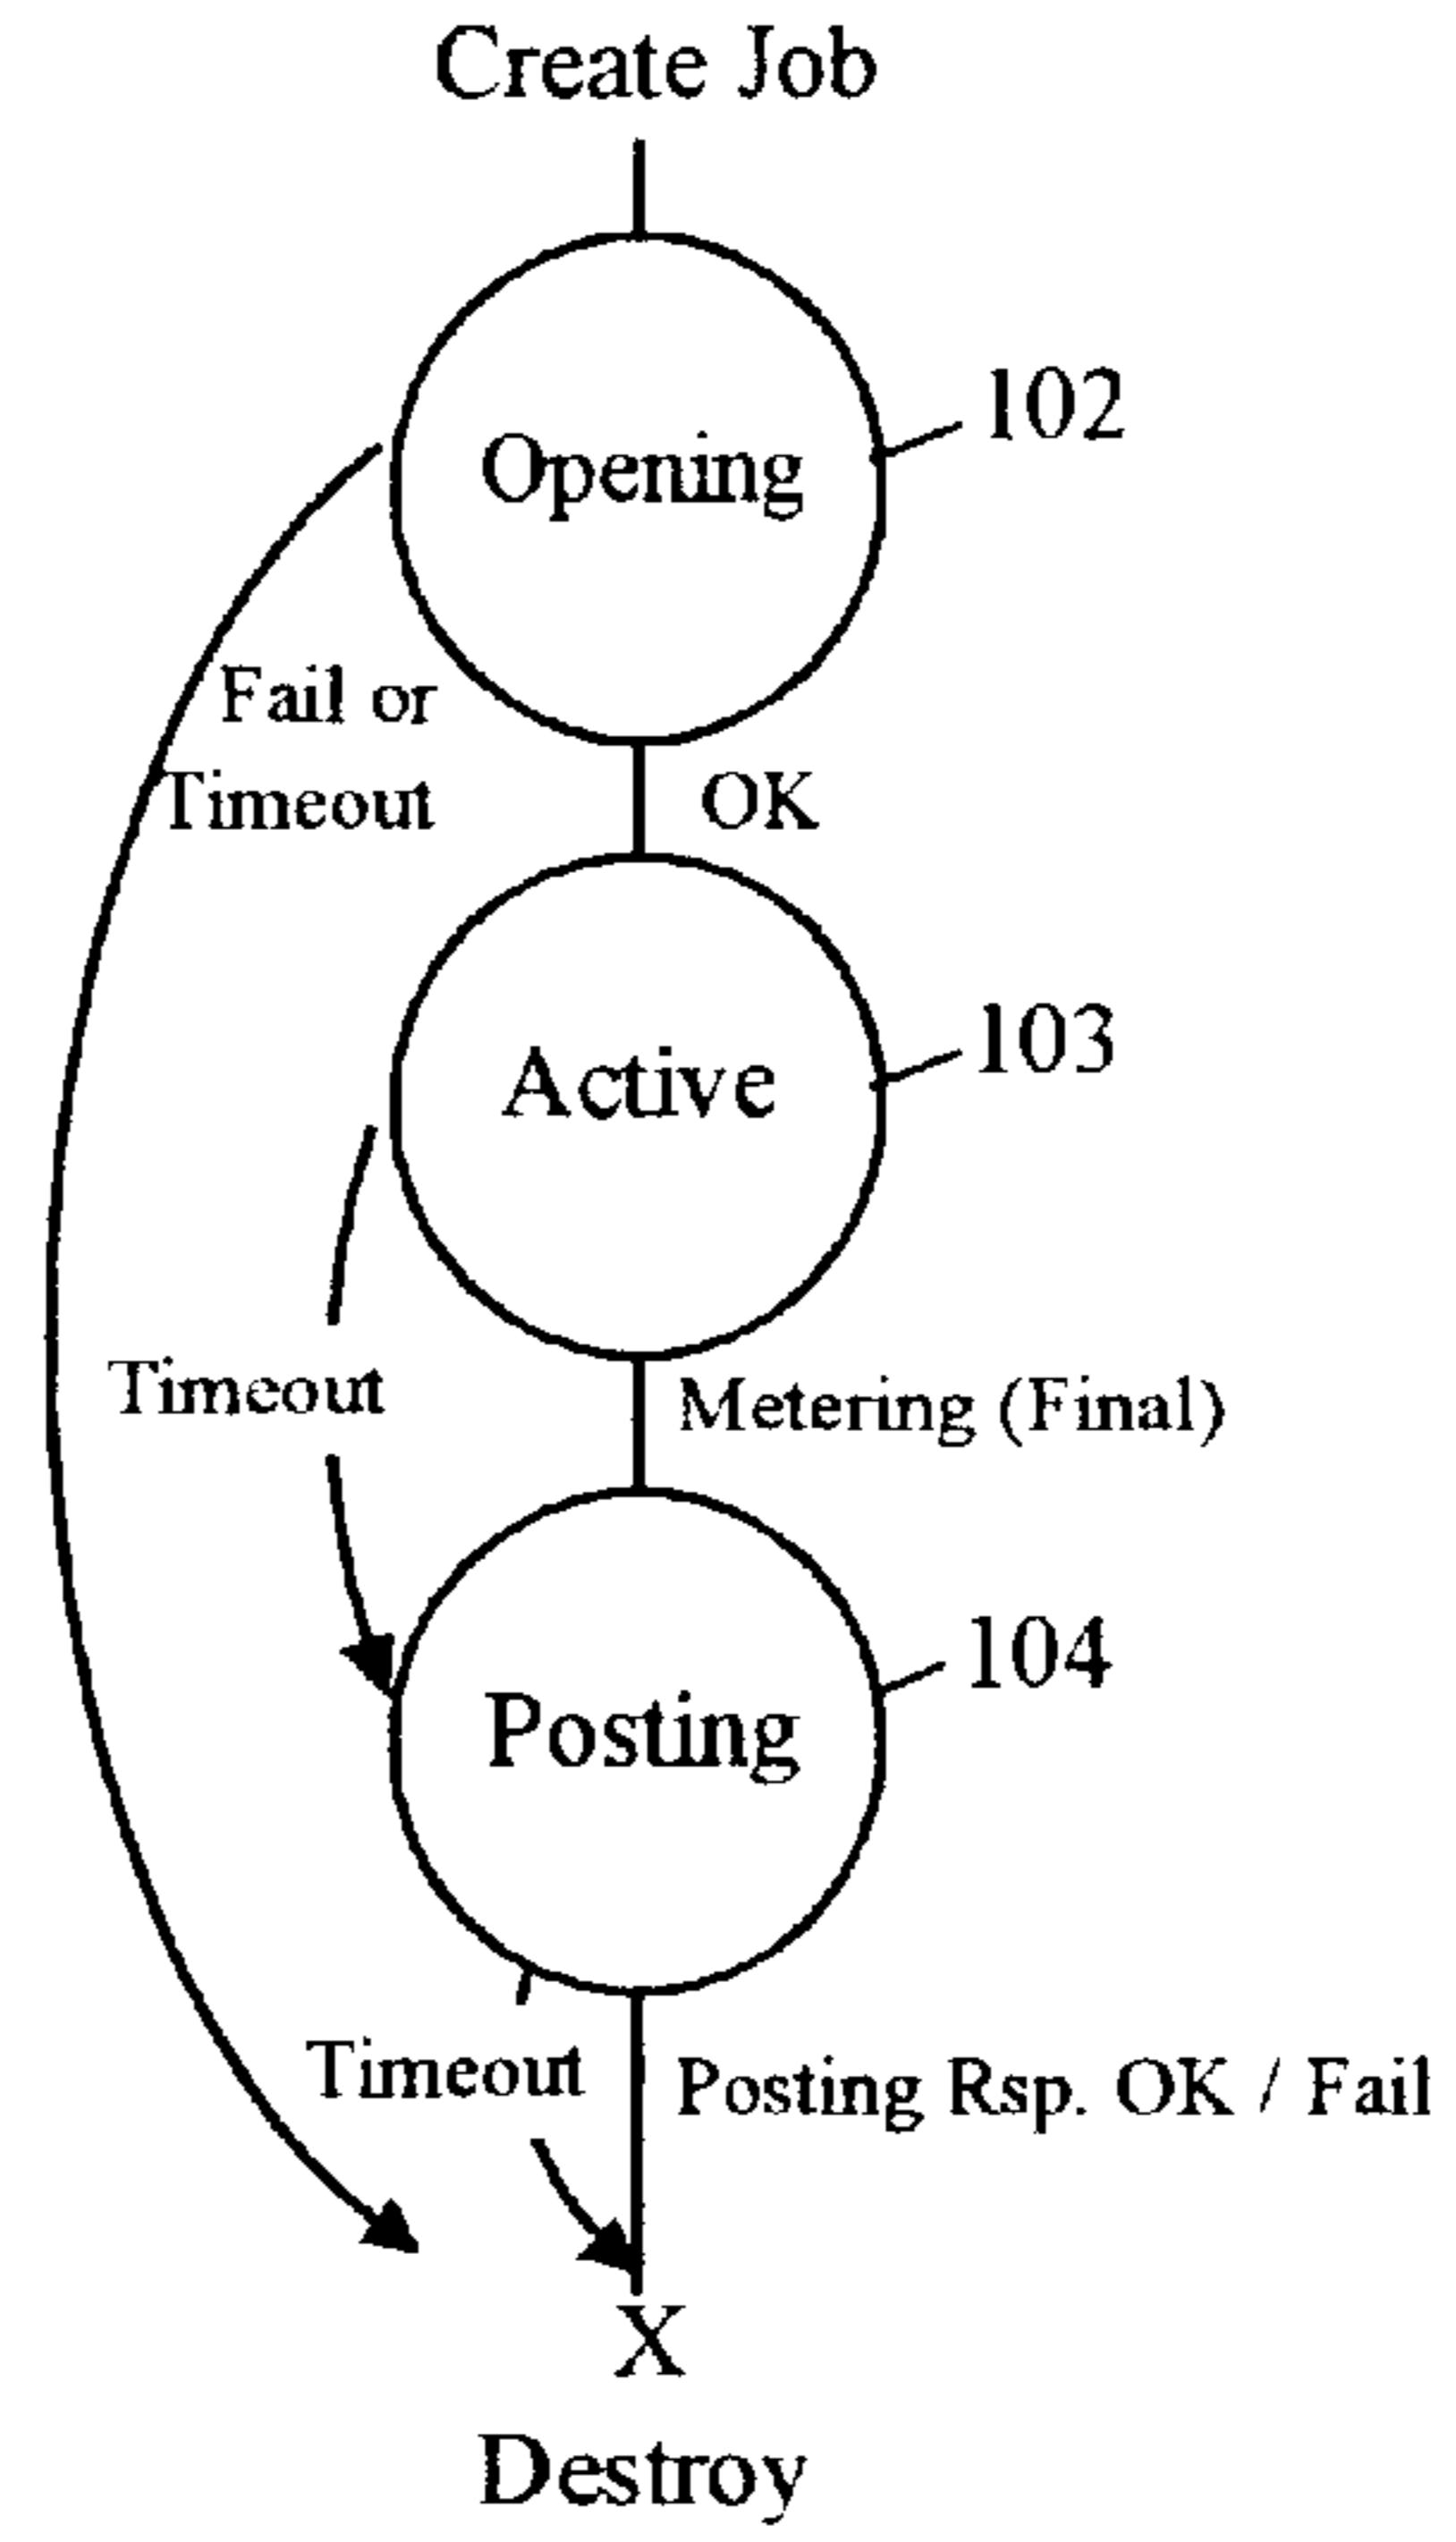 Create Job
102
Opening
Fail or
Timeout
OK
103
Active
Timeout
Metering (Final)
104
Posting
Timeout
Posting Rsp. OK / Fail
X
Destroy